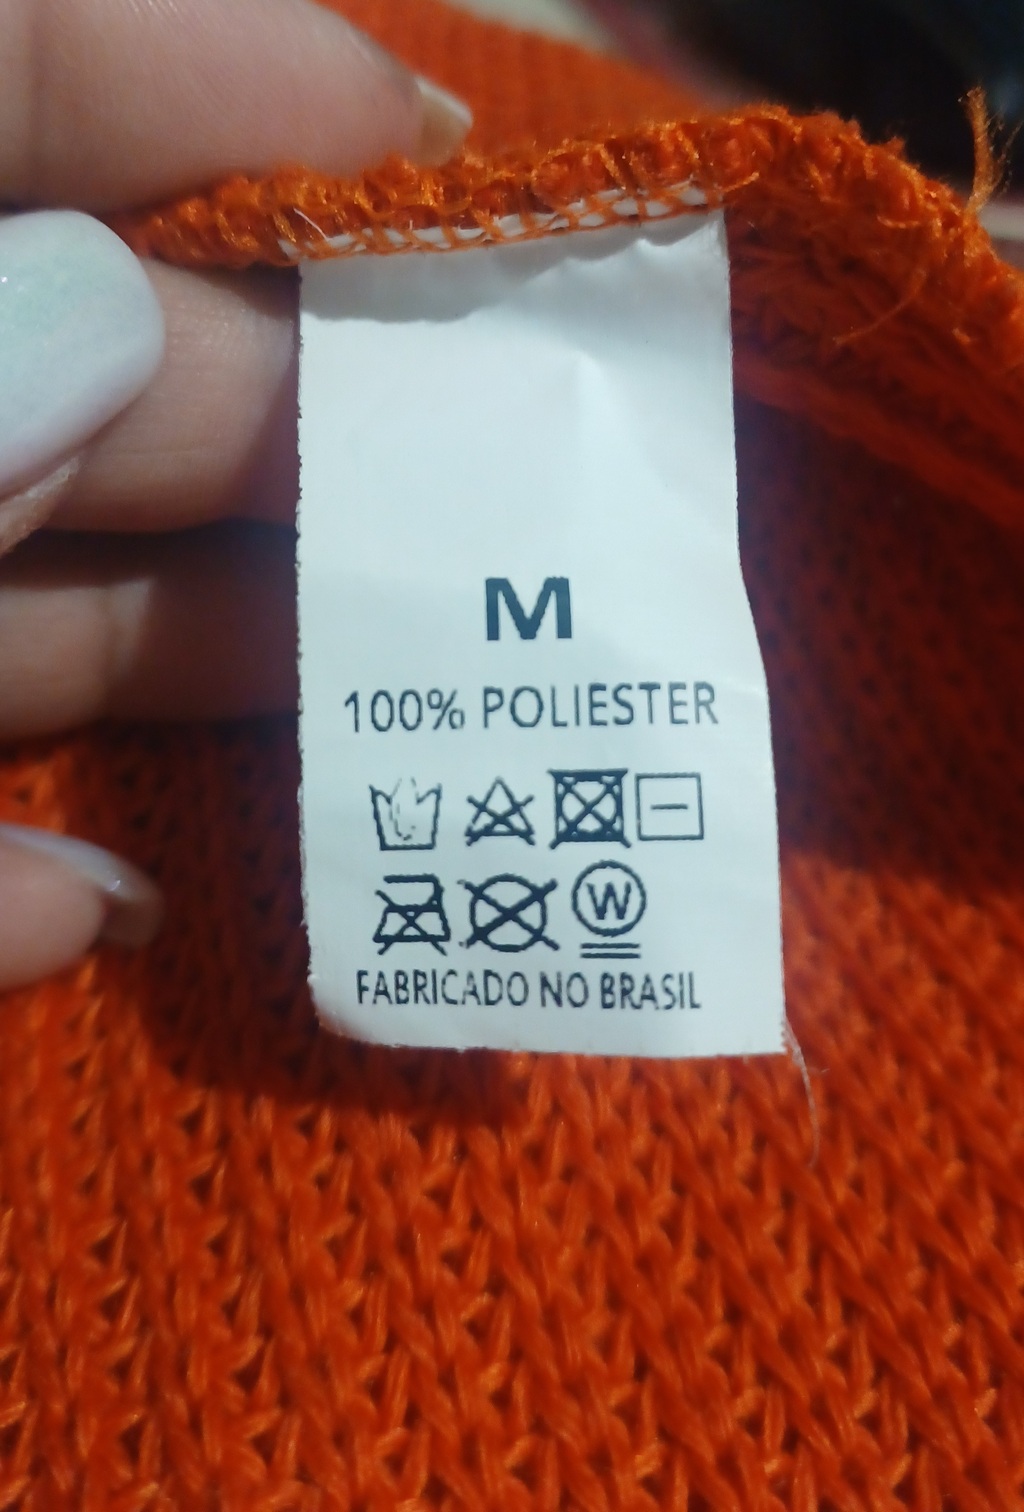 M
100% POLIESTER
W
FABRICADO NO BRASIL